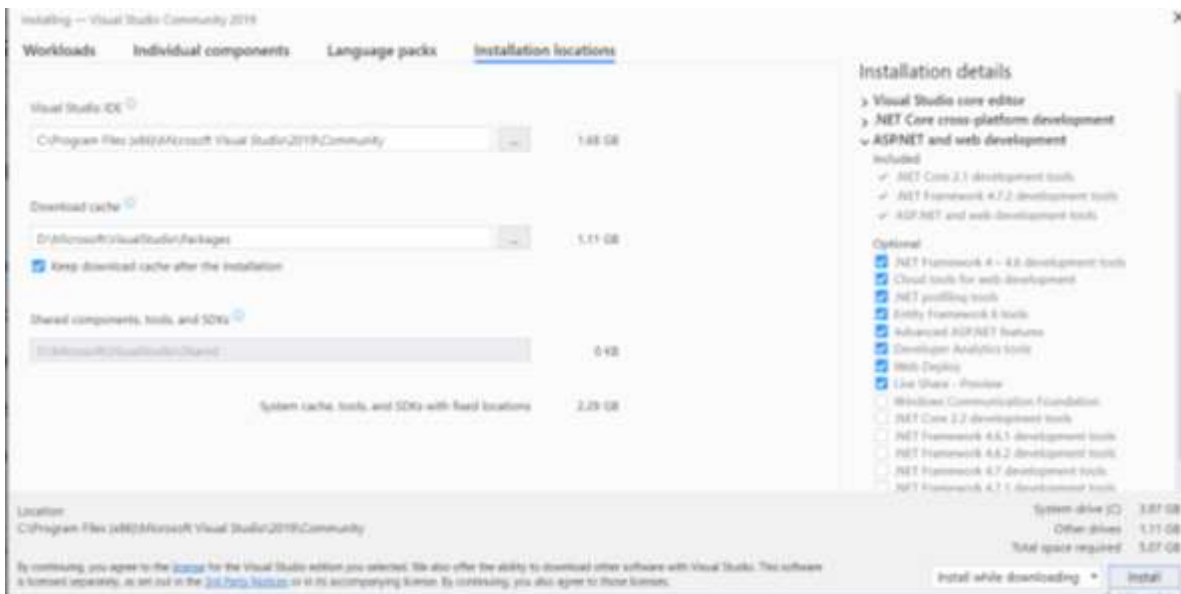 Installing — Visual Studio Community 2019
Workloads Individual components Language packs Installation locations
Visual Studio IDE
C:\Program Files (x86)\Microsoft Visual Studio\2019\Community ... 1.68 GB
Download cache
D:\Microsoft\VisualStudio\Packages ... 1.11 GB
Keep download cache after the installation
Shared components, tools, and SDKs
D:\Microsoft\VisualStudio\Shared 0 KB
System cache, tools, and SDKs with fixed locations 2.29 GB
Installation details
Visual Studio core editor
.NET Core cross-platform development
ASP.NET and web development
Included
.NET Core 2.1 development tools
.NET Framework 4.7.2 development tools
ASP.NET and web development tools
Optional
.NET Framework 4 – 4.6 development tools
Cloud tools for web development
.NET profiling tools
Entity Framework 6 tools
Advanced ASP.NET features
Developer Analytics tools
Web Deploy
Live Share - Preview
Windows Communication Foundation
.NET Core 2.2 development tools
.NET Framework 4.6.1 development tools
.NET Framework 4.6.2 development tools
.NET Framework 4.7 development tools
.NET Framework 4.7.1 development tools
Location
C:\Program Files (x86)\Microsoft Visual Studio\2019\Community
System drive (C) 3.97 GB
Other drives 1.11 GB
Total space required 5.07 GB
By continuing, you agree to the license for the Visual Studio edition you selected. We also offer the ability to download other software with Visual Studio. This software
is licensed separately, as set out in the 3rd Party Notices or in its accompanying license. By continuing, you also agree to those licenses.
Install while downloading Install